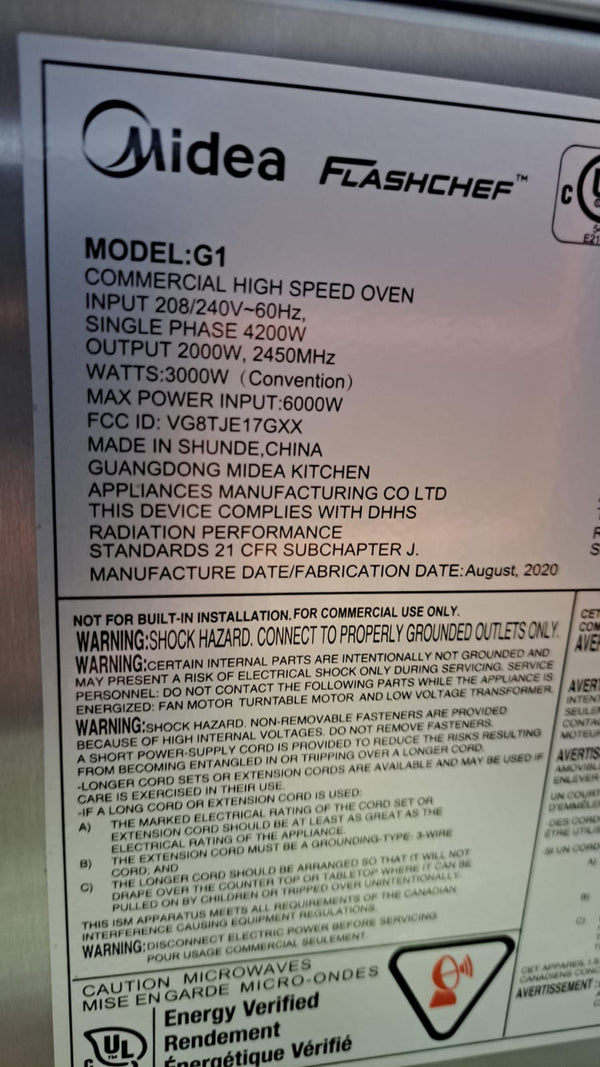 Midea FLASHCHEF™
C UL
MODEL:G1
COMMERCIAL HIGH SPEED OVEN
INPUT 208/240V~60Hz,
SINGLE PHASE 4200W
OUTPUT 2000W, 2450MHz
WATTS:3000W (Convention)
MAX POWER INPUT:6000W
FCC ID: VG8TJE17GXX
MADE IN SHUNDE,CHINA
GUANGDONG MIDEA KITCHEN
APPLIANCES MANUFACTURING CO LTD
THIS DEVICE COMPLIES WITH DHHS
RADIATION PERFORMANCE
STANDARDS 21 CFR SUBCHAPTER J.
MANUFACTURE DATE/FABRICATION DATE:August, 2020
NOT FOR BUILT-IN INSTALLATION.FOR COMMERCIAL USE ONLY.
WARNING:SHOCK HAZARD. CONNECT TO PROPERLY GROUNDED OUTLETS ONLY.
WARNING:CERTAIN INTERNAL PARTS ARE INTENTIONALLY NOT GROUNDED AND
MAY PRESENT A RISK OF ELECTRICAL SHOCK ONLY DURING SERVICING. SERVICE
PERSONNEL: DO NOT CONTACT THE FOLLOWING PARTS WHILE THE APPLIANCE IS
ENERGIZED: FAN MOTOR TURNTABLE MOTOR AND LOW VOLTAGE TRANSFORMER.
WARNING:SHOCK HAZARD. NON-REMOVABLE FASTENERS ARE PROVIDED
BECAUSE OF HIGH INTERNAL VOLTAGES. DO NOT REMOVE FASTENERS.
A SHORT POWER-SUPPLY CORD IS PROVIDED TO REDUCE THE RISKS RESULTING
FROM BECOMING ENTANGLED IN OR TRIPPING OVER A LONGER CORD.
-LONGER CORD SETS OR EXTENSION CORDS ARE AVAILABLE AND MAY BE USED IF
CARE IS EXERCISED IN THEIR USE.
-IF A LONG CORD OR EXTENSION CORD IS USED:
A) THE MARKED ELECTRICAL RATING OF THE CORD SET OR
EXTENSION CORD SHOULD BE AT LEAST AS GREAT AS THE
ELECTRICAL RATING OF THE APPLIANCE.
B) THE EXTENSION CORD MUST BE A GROUNDING-TYPE- 3-WIRE
CORD; AND
C) THE LONGER CORD SHOULD BE ARRANGED SO THAT IT WILL NOT
DRAPE OVER THE COUNTER TOP OR TABLETOP WHERE IT CAN BE
PULLED ON BY CHILDREN OR TRIPPED OVER UNINTENTIONALLY.
THIS ISM APPARATUS MEETS ALL REQUIREMENTS OF THE CANADIAN
INTERFERENCE CAUSING EQUIPMENT REGULATIONS.
WARNING:DISCONNECT ELECTRIC POWER BEFORE SERVICING
POUR USAGE COMMERCIAL SEULEMENT.
CAUTION MICROWAVES
MISE EN GARDE MICRO-ONDES
C UL
Energy Verified
Rendement
Énergétique Vérifié
CET APPAREIL
AVERTISSEMENT: